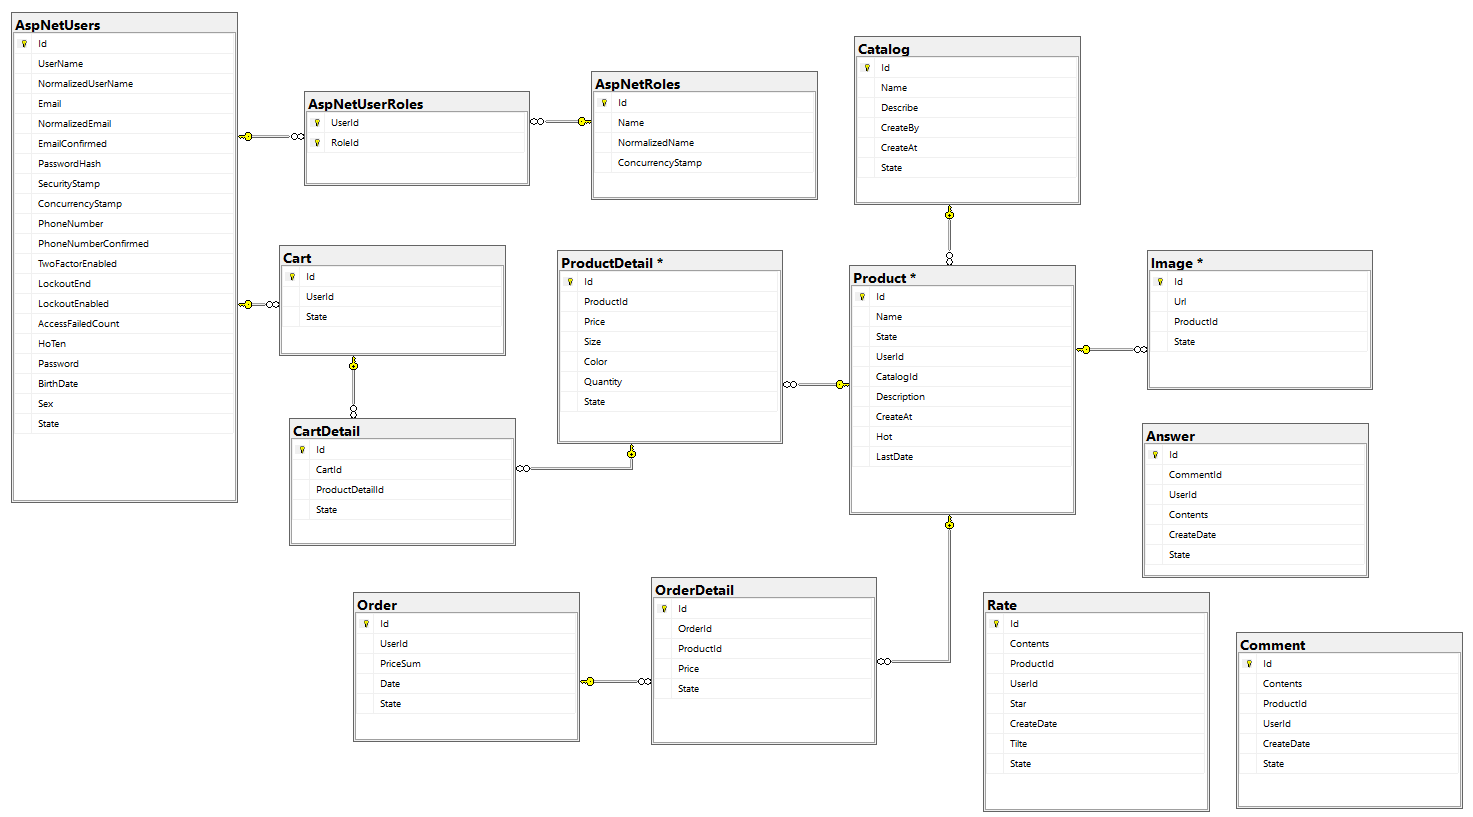 AspNetUsers
Id
UserName
NormalizedUserName
Email
NormalizedEmail
EmailConfirmed
PasswordHash
SecurityStamp
ConcurrencyStamp
PhoneNumber
PhoneNumberConfirmed
TwoFactorEnabled
LockoutEnd
LockoutEnabled
AccessFailedCount
HoTen
Password
BirthDate
Sex
State
AspNetUserRoles
UserId
RoleId
AspNetRoles
Id
Name
NormalizedName
ConcurrencyStamp
Catalog
Id
Name
Describe
CreateBy
CreateAt
State
Cart
Id
UserId
State
ProductDetail *
Id
ProductId
Price
Size
Color
Quantity
State
Product *
Id
Name
State
UserId
CatalogId
Description
CreateAt
Hot
LastDate
Image *
Id
Url
ProductId
State
CartDetail
Id
CartId
ProductDetailId
State
Answer
Id
CommentId
UserId
Contents
CreateDate
State
Order
Id
UserId
PriceSum
Date
State
OrderDetail
Id
OrderId
ProductId
Price
State
Rate
Id
Contents
ProductId
UserId
Star
CreateDate
Tilte
State
Comment
Id
Contents
ProductId
UserId
CreateDate
State